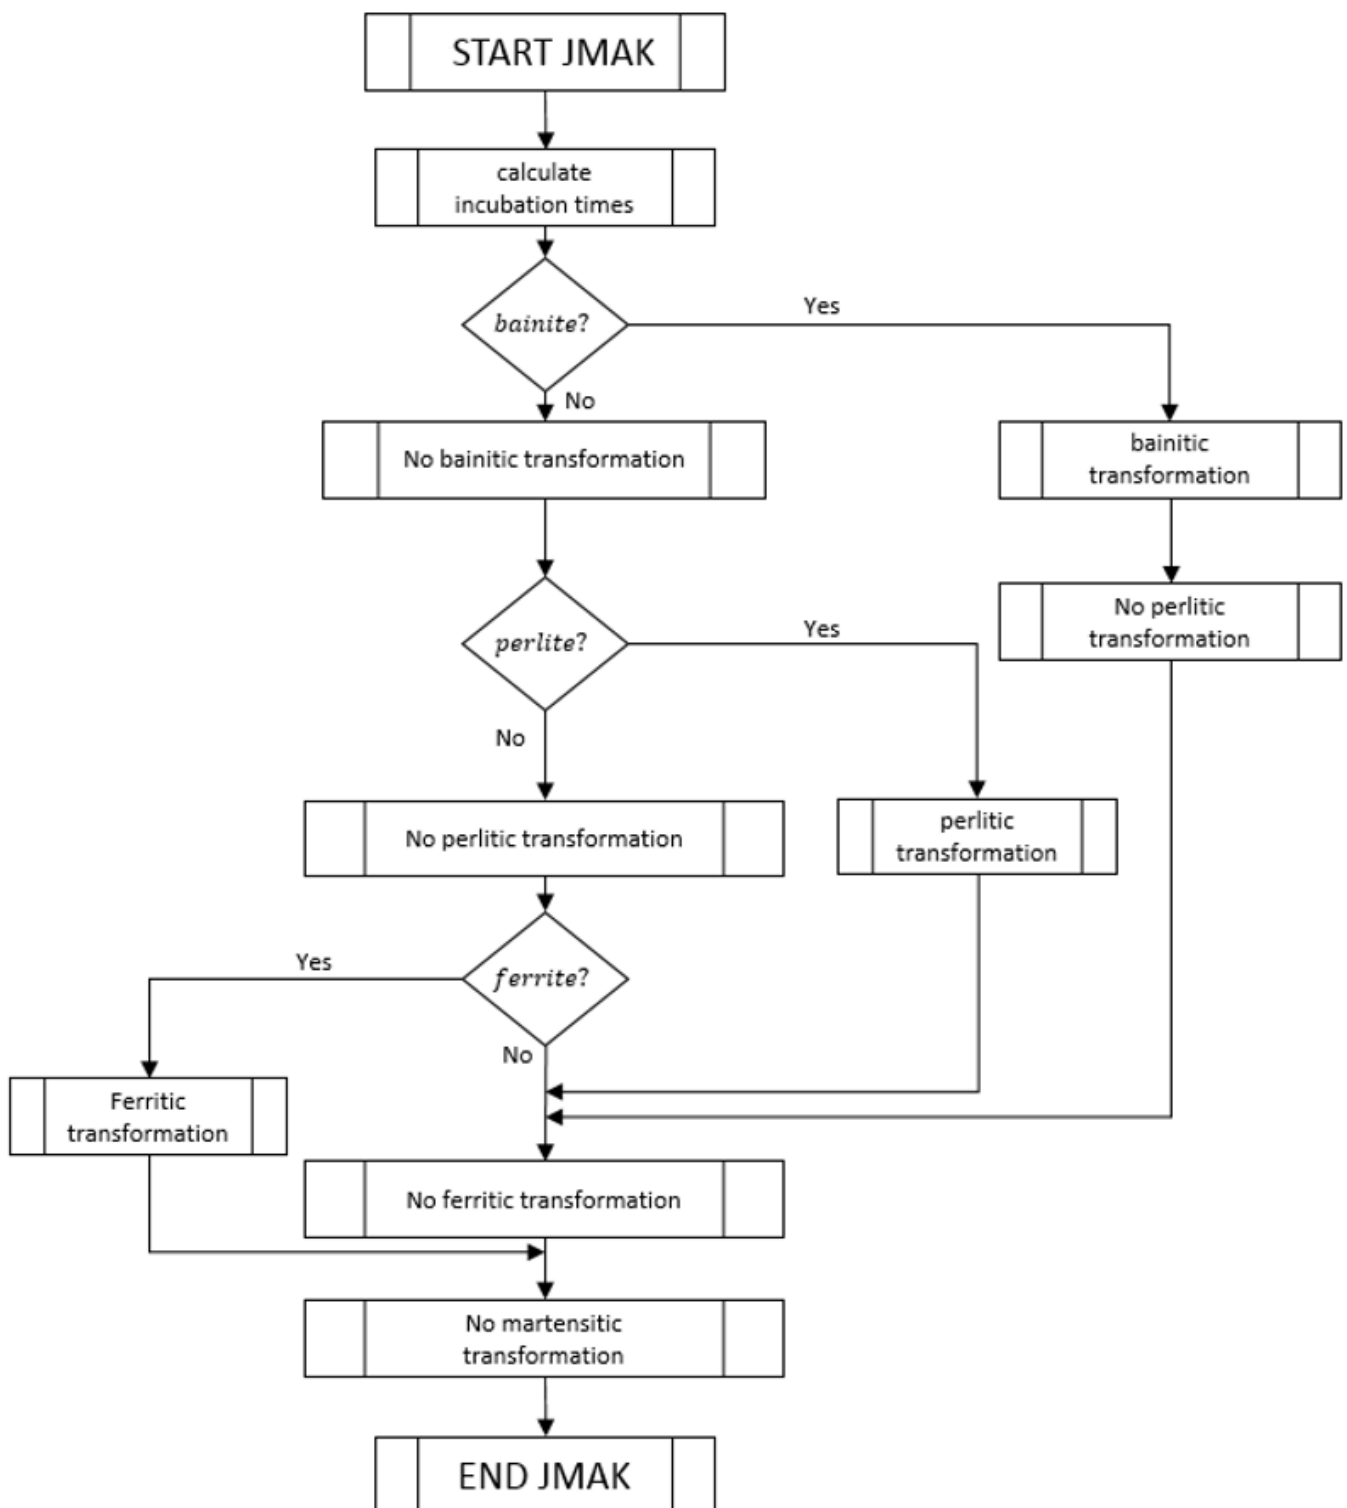 START JMAK
calculate
incubation times
bainite?
Yes
No
No bainitic transformation
bainitic
transformation
perlite?
Yes
No perlitic
transformation
No
No perlitic transformation
perlitic
transformation
ferrite?
Yes
No
Ferritic
transformation
No ferritic transformation
No martensitic
transformation
END JMAK